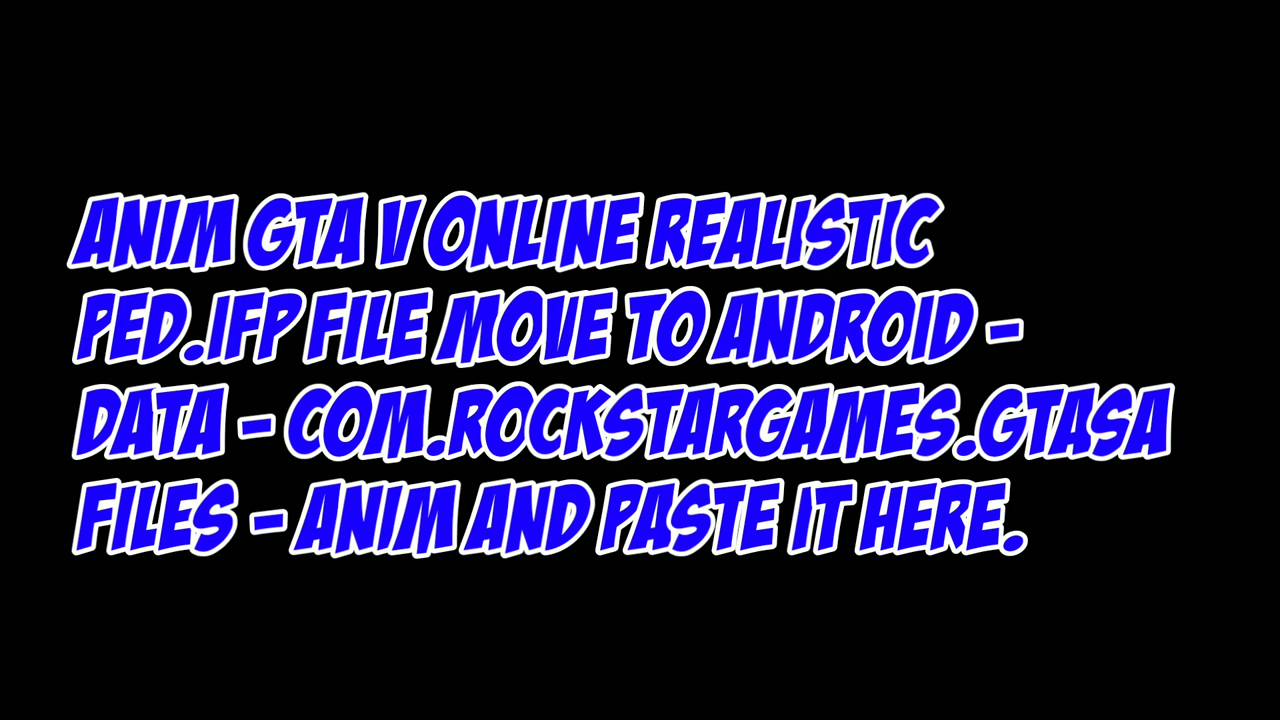 ANIM GTA V ONLINE REALISTIC
PED.IFP FILE MOVE TO ANDROID -
DATA - COM.ROCKSTARGAMES.GTASA
FILES - ANIM AND PASTE IT HERE.